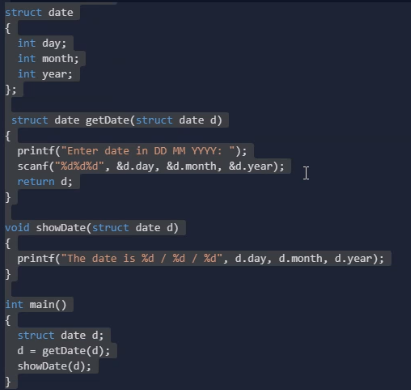 struct date
{
int day;
int month;
int year;
};
struct date getDate(struct date d)
{
printf("Enter date in DD MM YYYY: ");
scanf("%d%d%d", &d.day, &d.month, &d.year);
return d;
}
void showDate(struct date d)
{
printf("The date is %d / %d / %d", d.day, d.month, d.year);
}
int main()
{
struct date d;
d = getDate(d);
showDate(d);
}